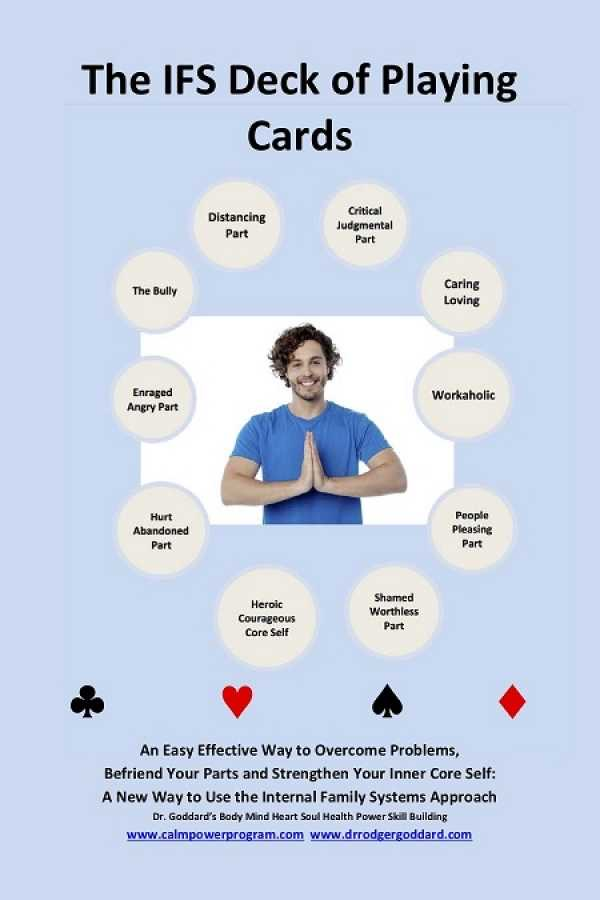 The IFS Deck of Playing
Cards
Distancing
Part
Critical
Judgmental
Part
The Bully
Caring
Loving
Enraged
Angry Part
Workaholic
Hurt
Abandoned
Part
People
Pleasing
Part
Heroic
Courageous
Core Self
Shamed
Worthless
Part
An Easy Effective Way to Overcome Problems,
Befriend Your Parts and Strengthen Your Inner Core Self:
A New Way to Use the Internal Family Systems Approach
Dr. Goddard's Body Mind Heart Soul Health Power Skill Building
www.calmpowerprogram.com www.drrodgergoddard.com